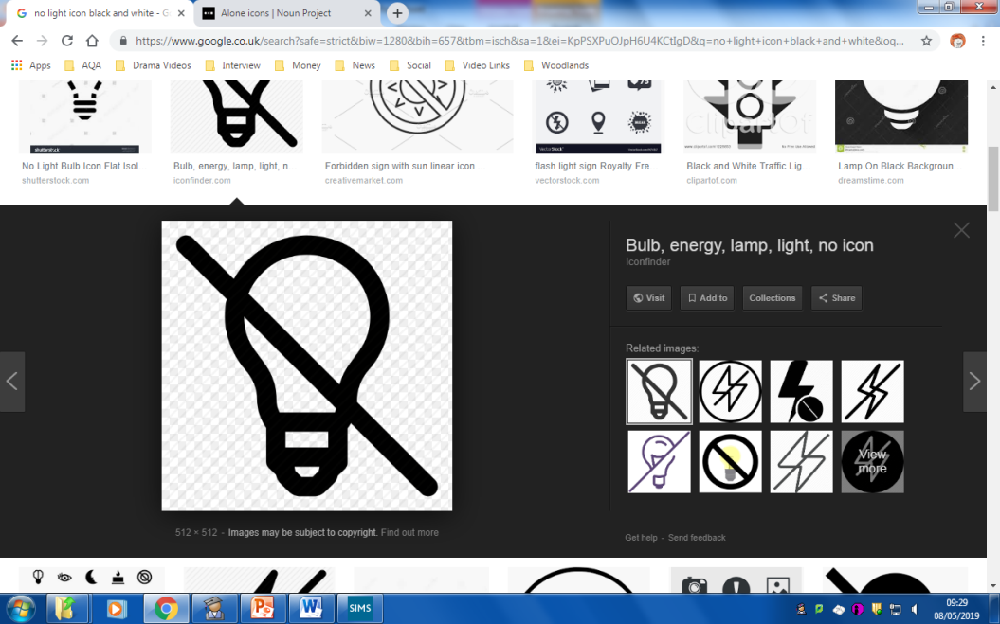 no light icon black and white - G
Alone icons | Noun Project
https://www.google.co.uk/search?safe=strict&biw=1280&bih=657&tbm=isch&sa=1&ei=KpPSXPuOJpH6U4KCtIgD&q=no+light+icon+black+and+white&oq...
Apps AQA Drama Videos Interview Money News Social Video Links Woodlands
shutterstock
VectorStock
ClipartOf
No Light Bulb Icon Flat Isol...
shutterstock.com
Bulb, energy, lamp, light, n...
iconfinder.com
Forbidden sign with sun linear icon ...
creativemarket.com
flash light sign Royalty Fre...
vectorstock.com
Black and White Traffic Lig...
clipartof.com
Lamp On Black Backgroun...
dreamstime.com
Bulb, energy, lamp, light, no icon
Iconfinder
Visit Add to Collections Share
Related images:
View more
512 × 512 - Images may be subject to copyright. Find out more
Get help - Send feedback
SIMS
09:29
08/05/2019